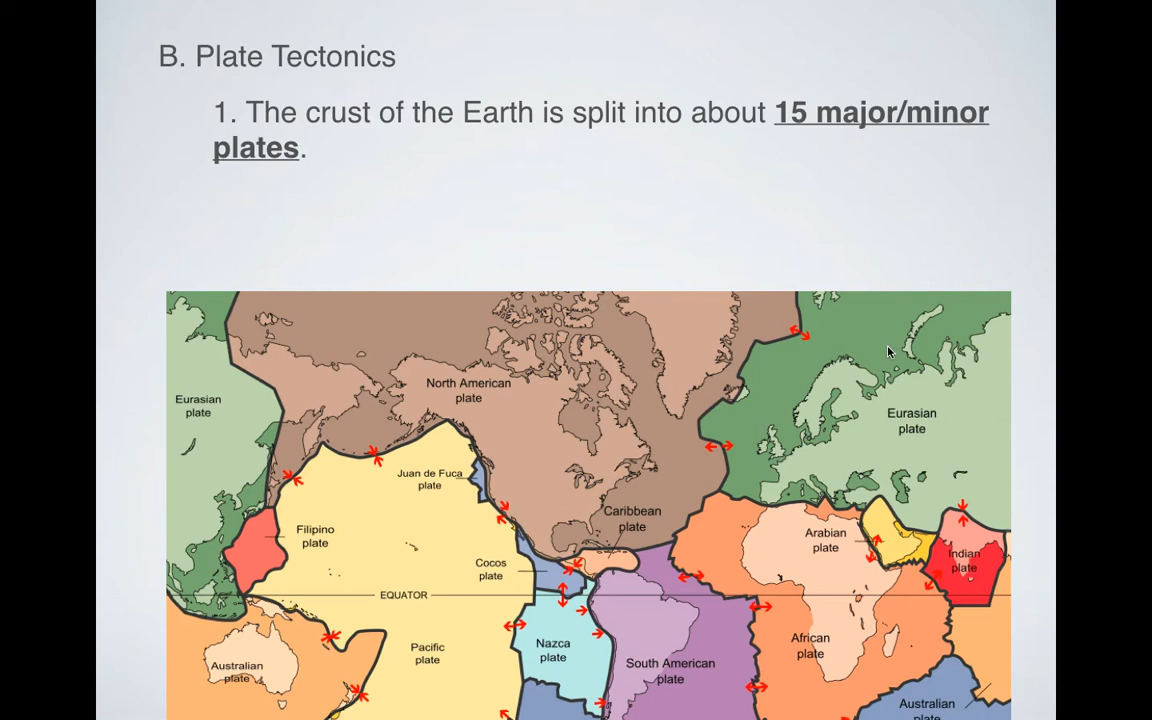 B. Plate Tectonics
1. The crust of the Earth is split into about 15 major/minor
plates.
North American
plate
Eurasian
plate
Eurasian
plate
Juan de Fuca
plate
Caribbean
plate
Filipino
plate
Arabian
plate
Indian
plate
Cocos
plate
EQUATOR
Pacific
plate
Nazca
plate
South American
plate
African
plate
Australian
plate
Australian
plate